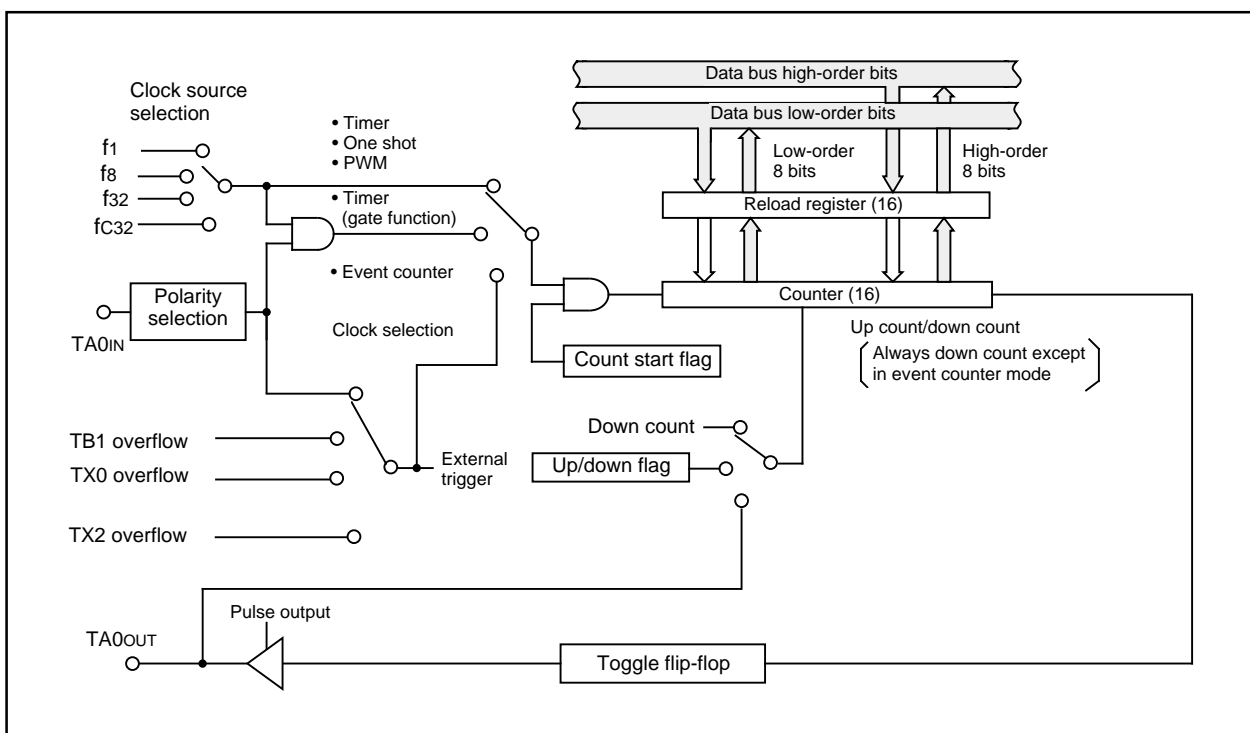 Data bus high-order bits
Data bus low-order bits
Clock source
selection
f1
f8
f32
fC32
• Timer
• One shot
• PWM
• Timer
(gate function)
• Event counter
Low-order
8 bits
High-order
8 bits
Reload register (16)
Counter (16)
Polarity
selection
TA0IN
Clock selection
Count start flag
Up count/down count
Always down count except
in event counter mode
TB1 overflow
TX0 overflow
TX2 overflow
External
trigger
Down count
Up/down flag
Pulse output
TA0OUT
Toggle flip-flop